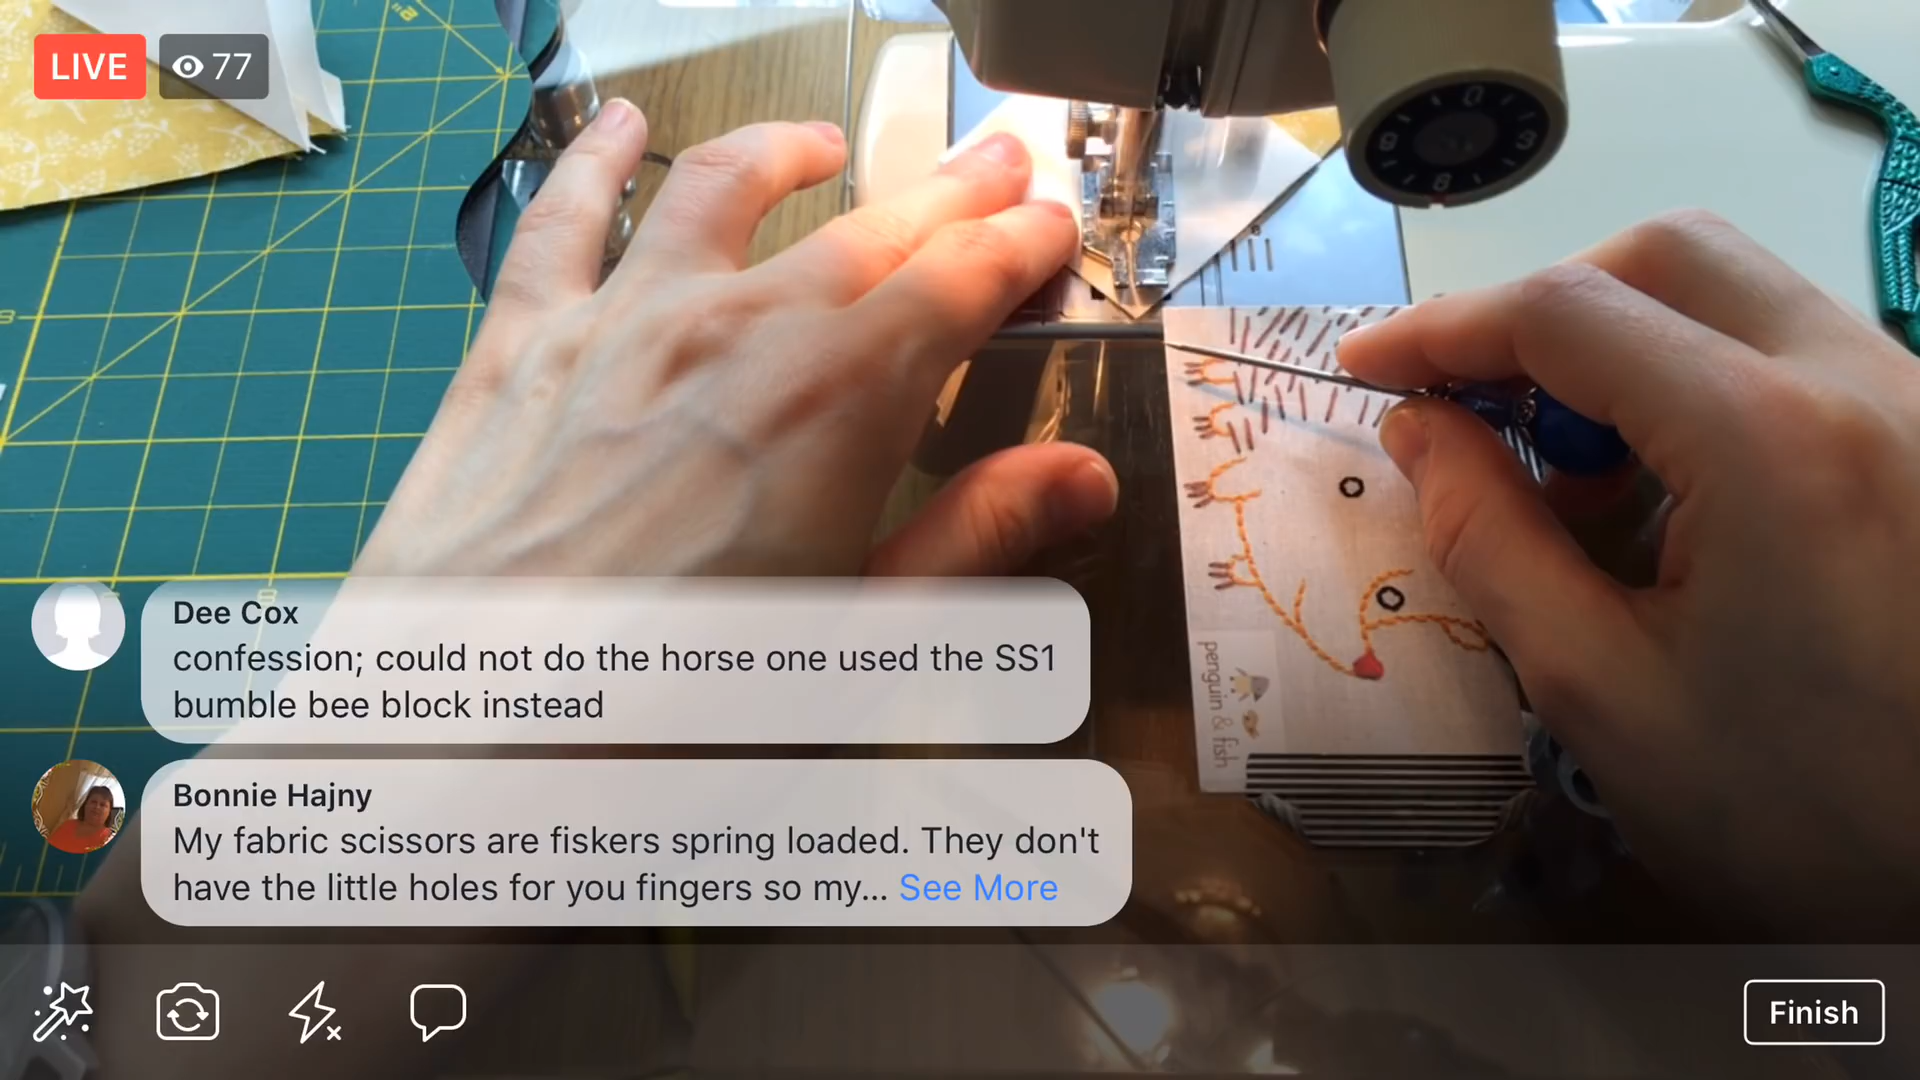 LIVE 77
Dee Cox
confession; could not do the horse one used the SS1
bumble bee block instead
Bonnie Hajny
My fabric scissors are fiskers spring loaded. They don't
have the little holes for you fingers so my... See More
penguin & fish
Finish